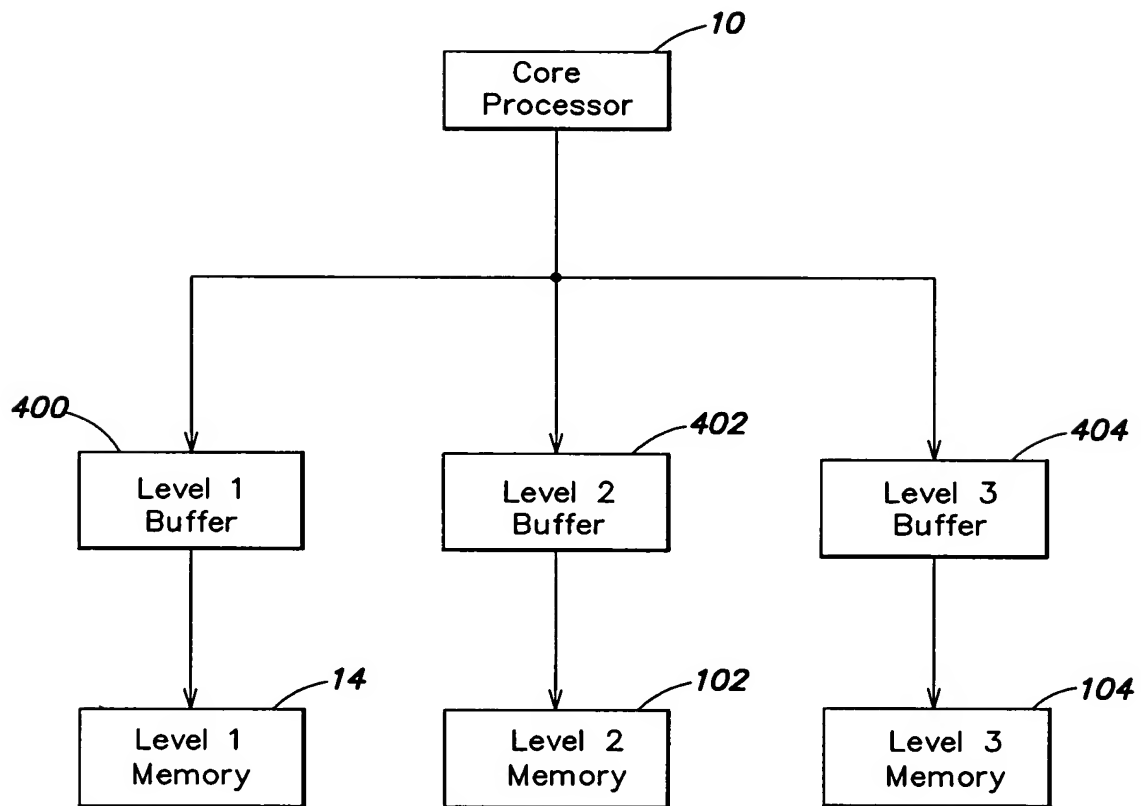 10
Core
Processor
400
402
404
Level 1
Buffer
Level 2
Buffer
Level 3
Buffer
14
102
104
Level 1
Memory
Level 2
Memory
Level 3
Memory